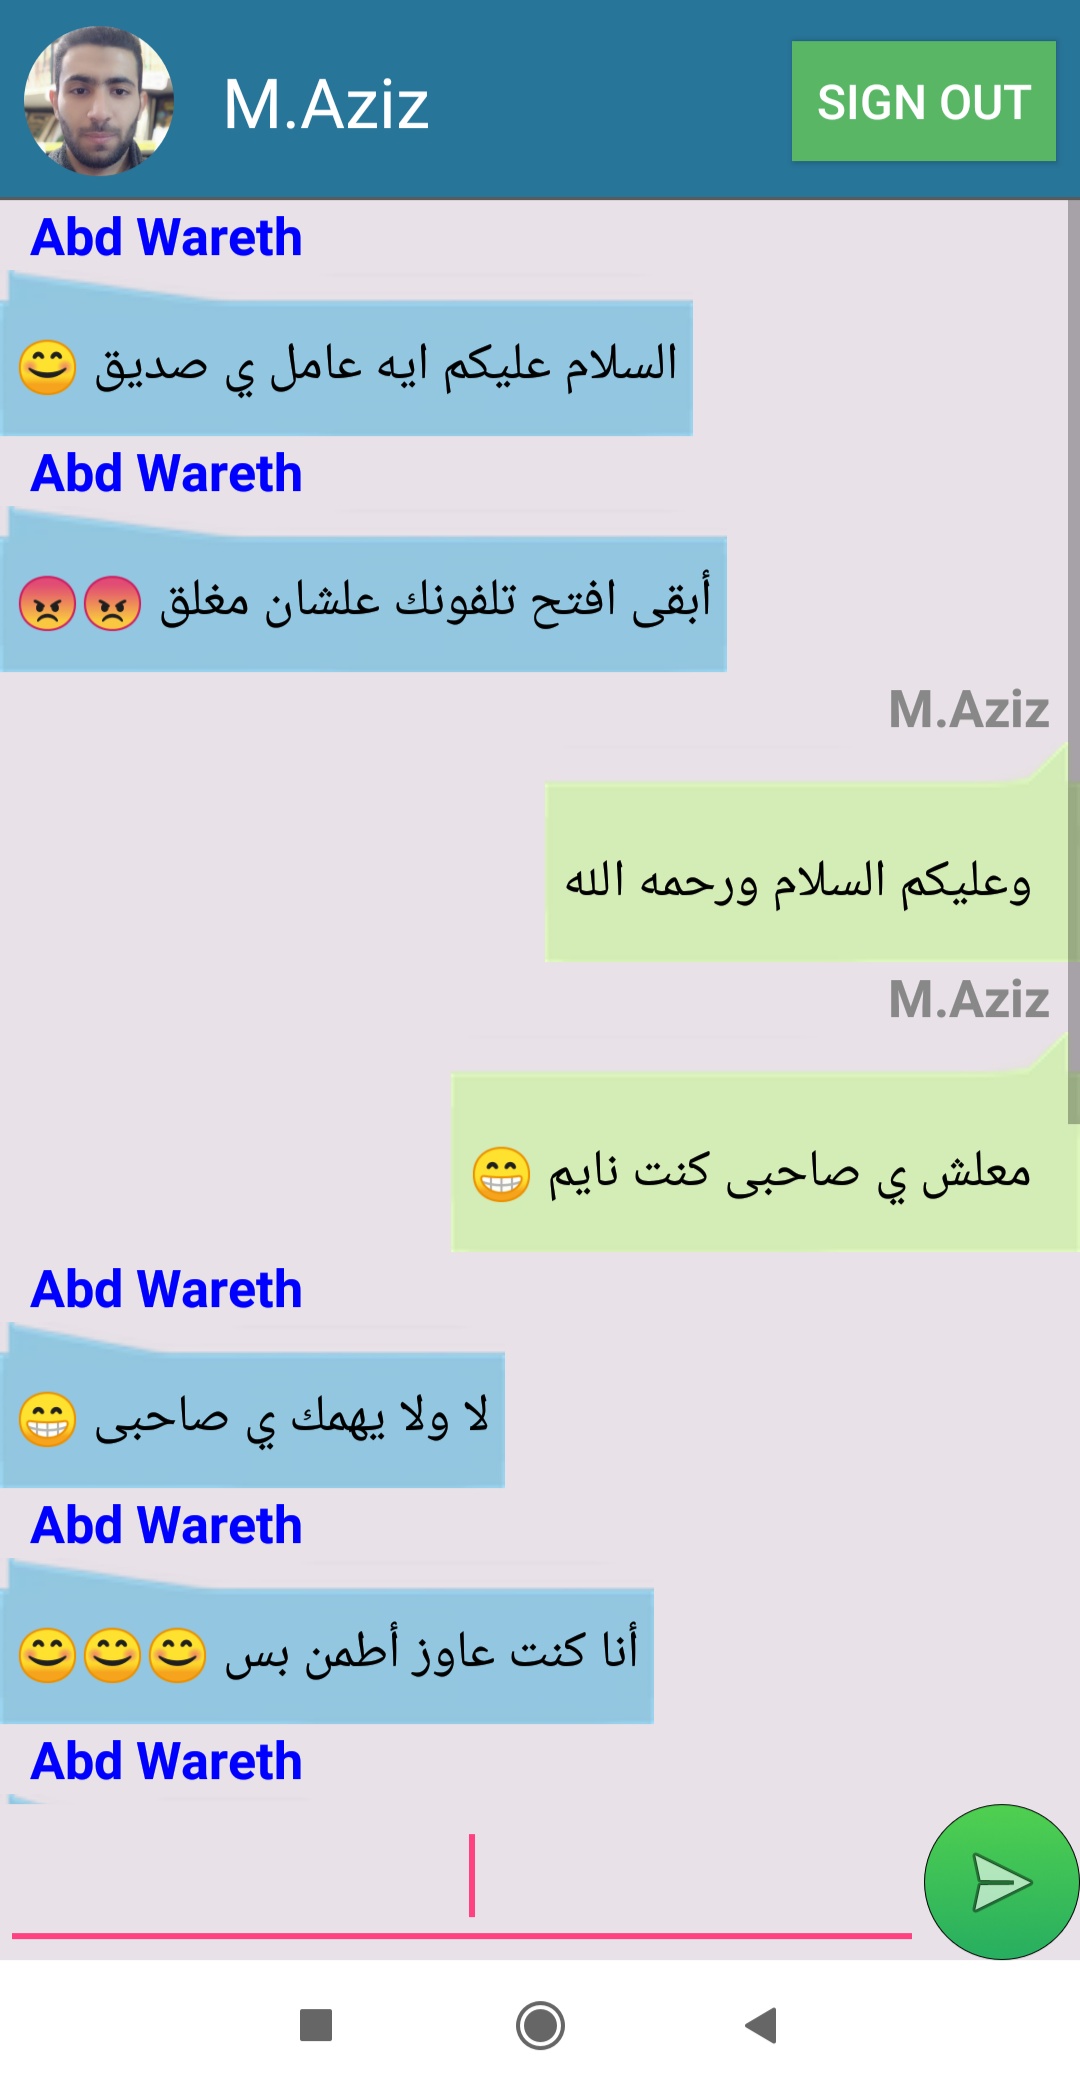 M.Aziz
SIGN OUT
Abd Wareth
السلام عليكم ايه عامل ي صديق 😊
Abd Wareth
أبقى افتح تلفونك علشان مغلق 😡😡
M.Aziz
وعليكم السلام ورحمه الله
M.Aziz
معلش ي صاحبى كنت نايم 😁
Abd Wareth
لا ولا يهمك ي صاحبى 😁
Abd Wareth
أنا كنت عاوز أطمن بس 😊😊😊
Abd Wareth